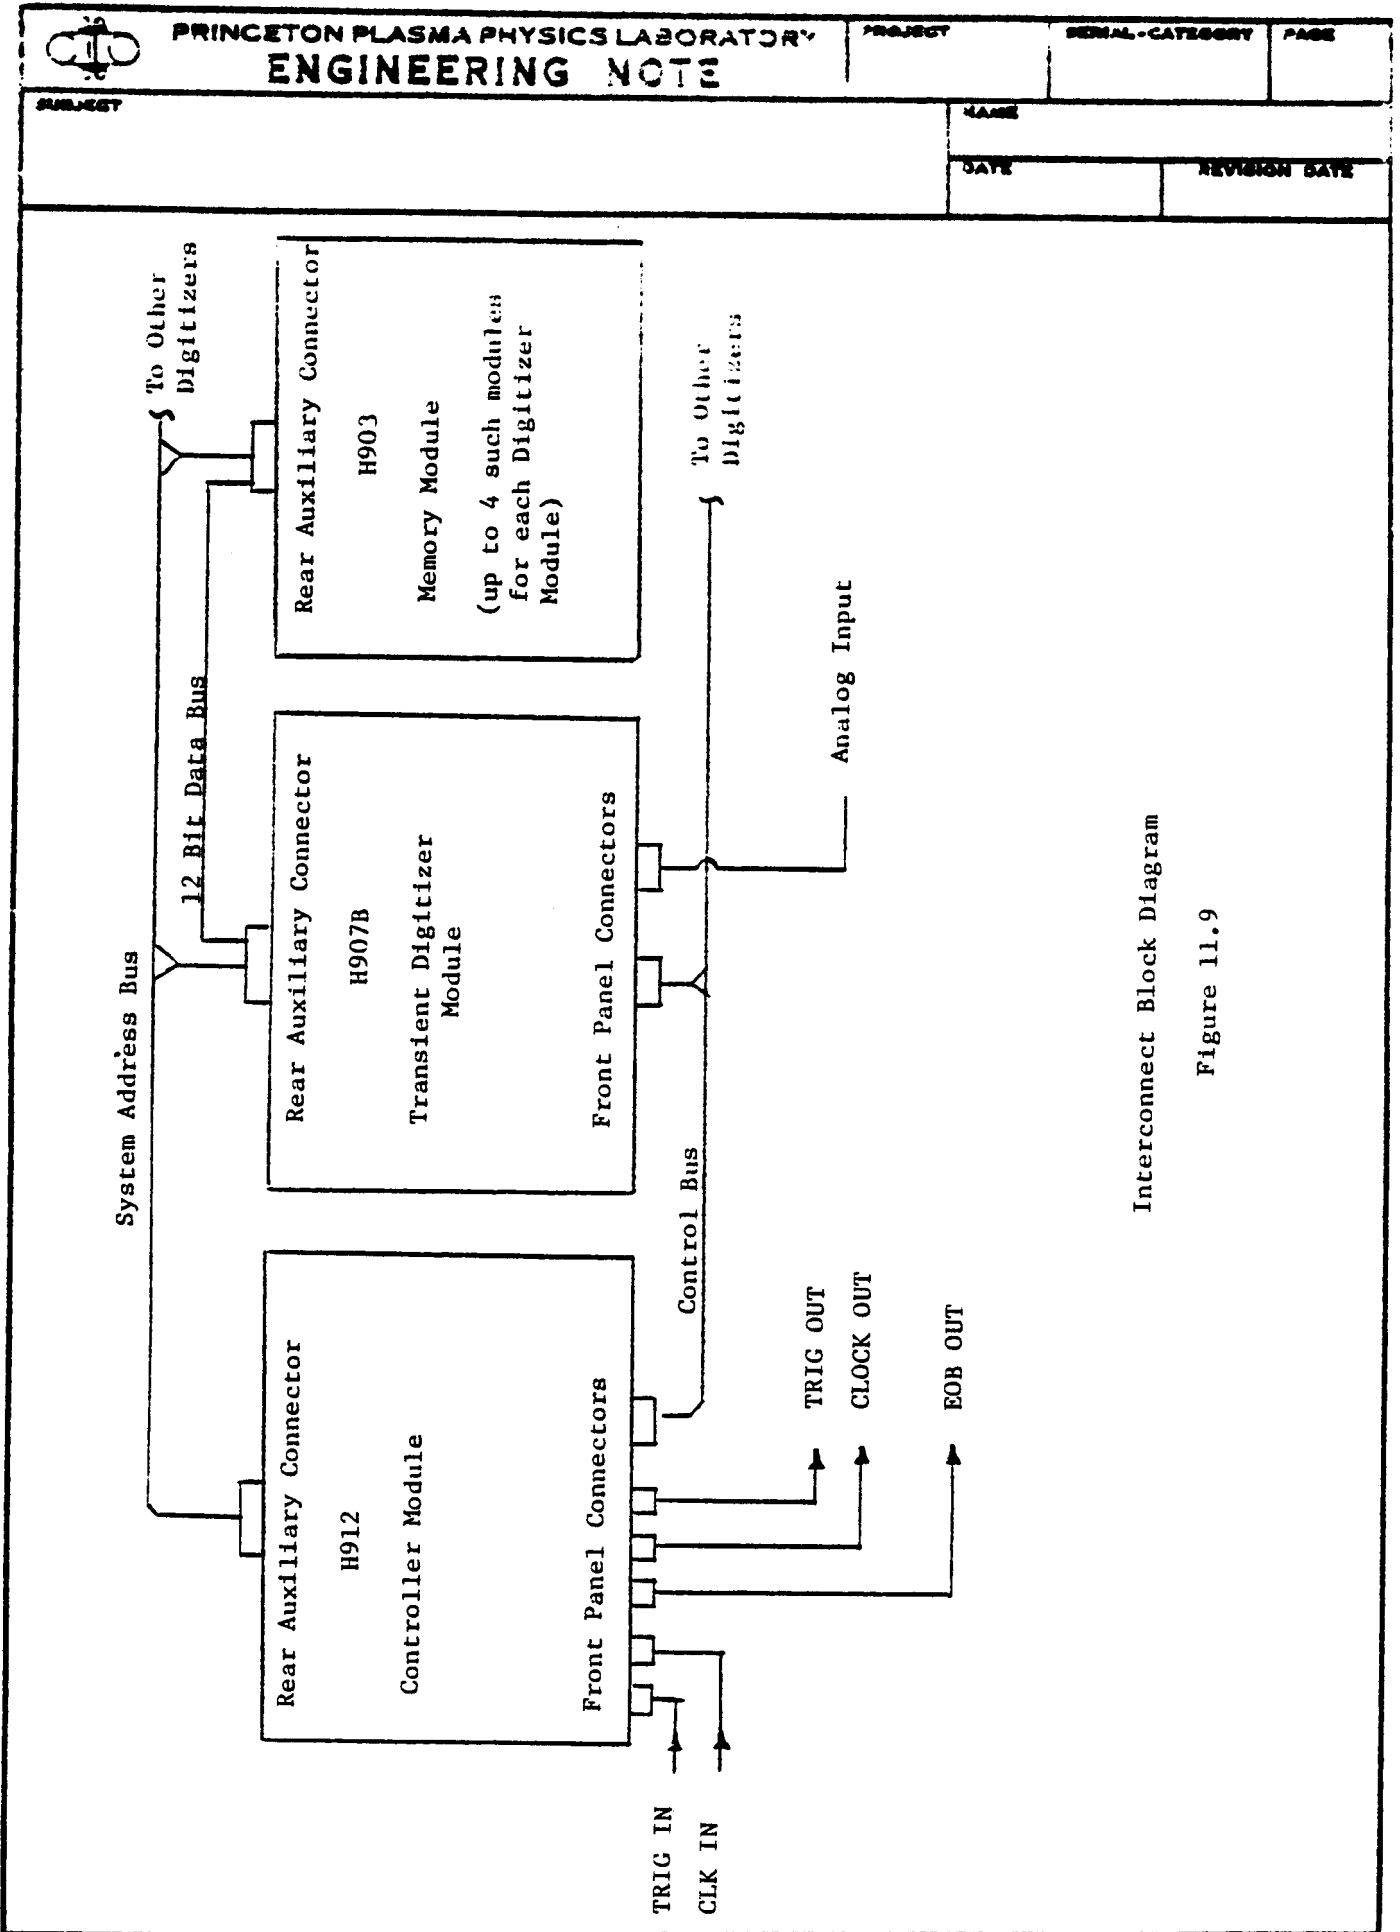 PRINCETON PLASMA PHYSICS LABORATORY
ENGINEERING NOTE
PROJECT
SERIAL-CATEGORY
PAGE
SUBJECT
NAME
DATE
REVISION DATE
System Address Bus
To Other
Digitizers
12 Bit Data Bus
Rear Auxiliary Connector
H912
Controller Module
Front Panel Connectors
Rear Auxiliary Connector
H907B
Transient Digitizer
Module
Front Panel Connectors
Rear Auxiliary Connector
H903
Memory Module
(up to 4 such modules
for each Digitizer
Module)
Control Bus
To Other
Digitizers
TRIG IN
CLK IN
TRIG OUT
CLOCK OUT
EOB OUT
Analog Input
Interconnect Block Diagram
Figure 11.9